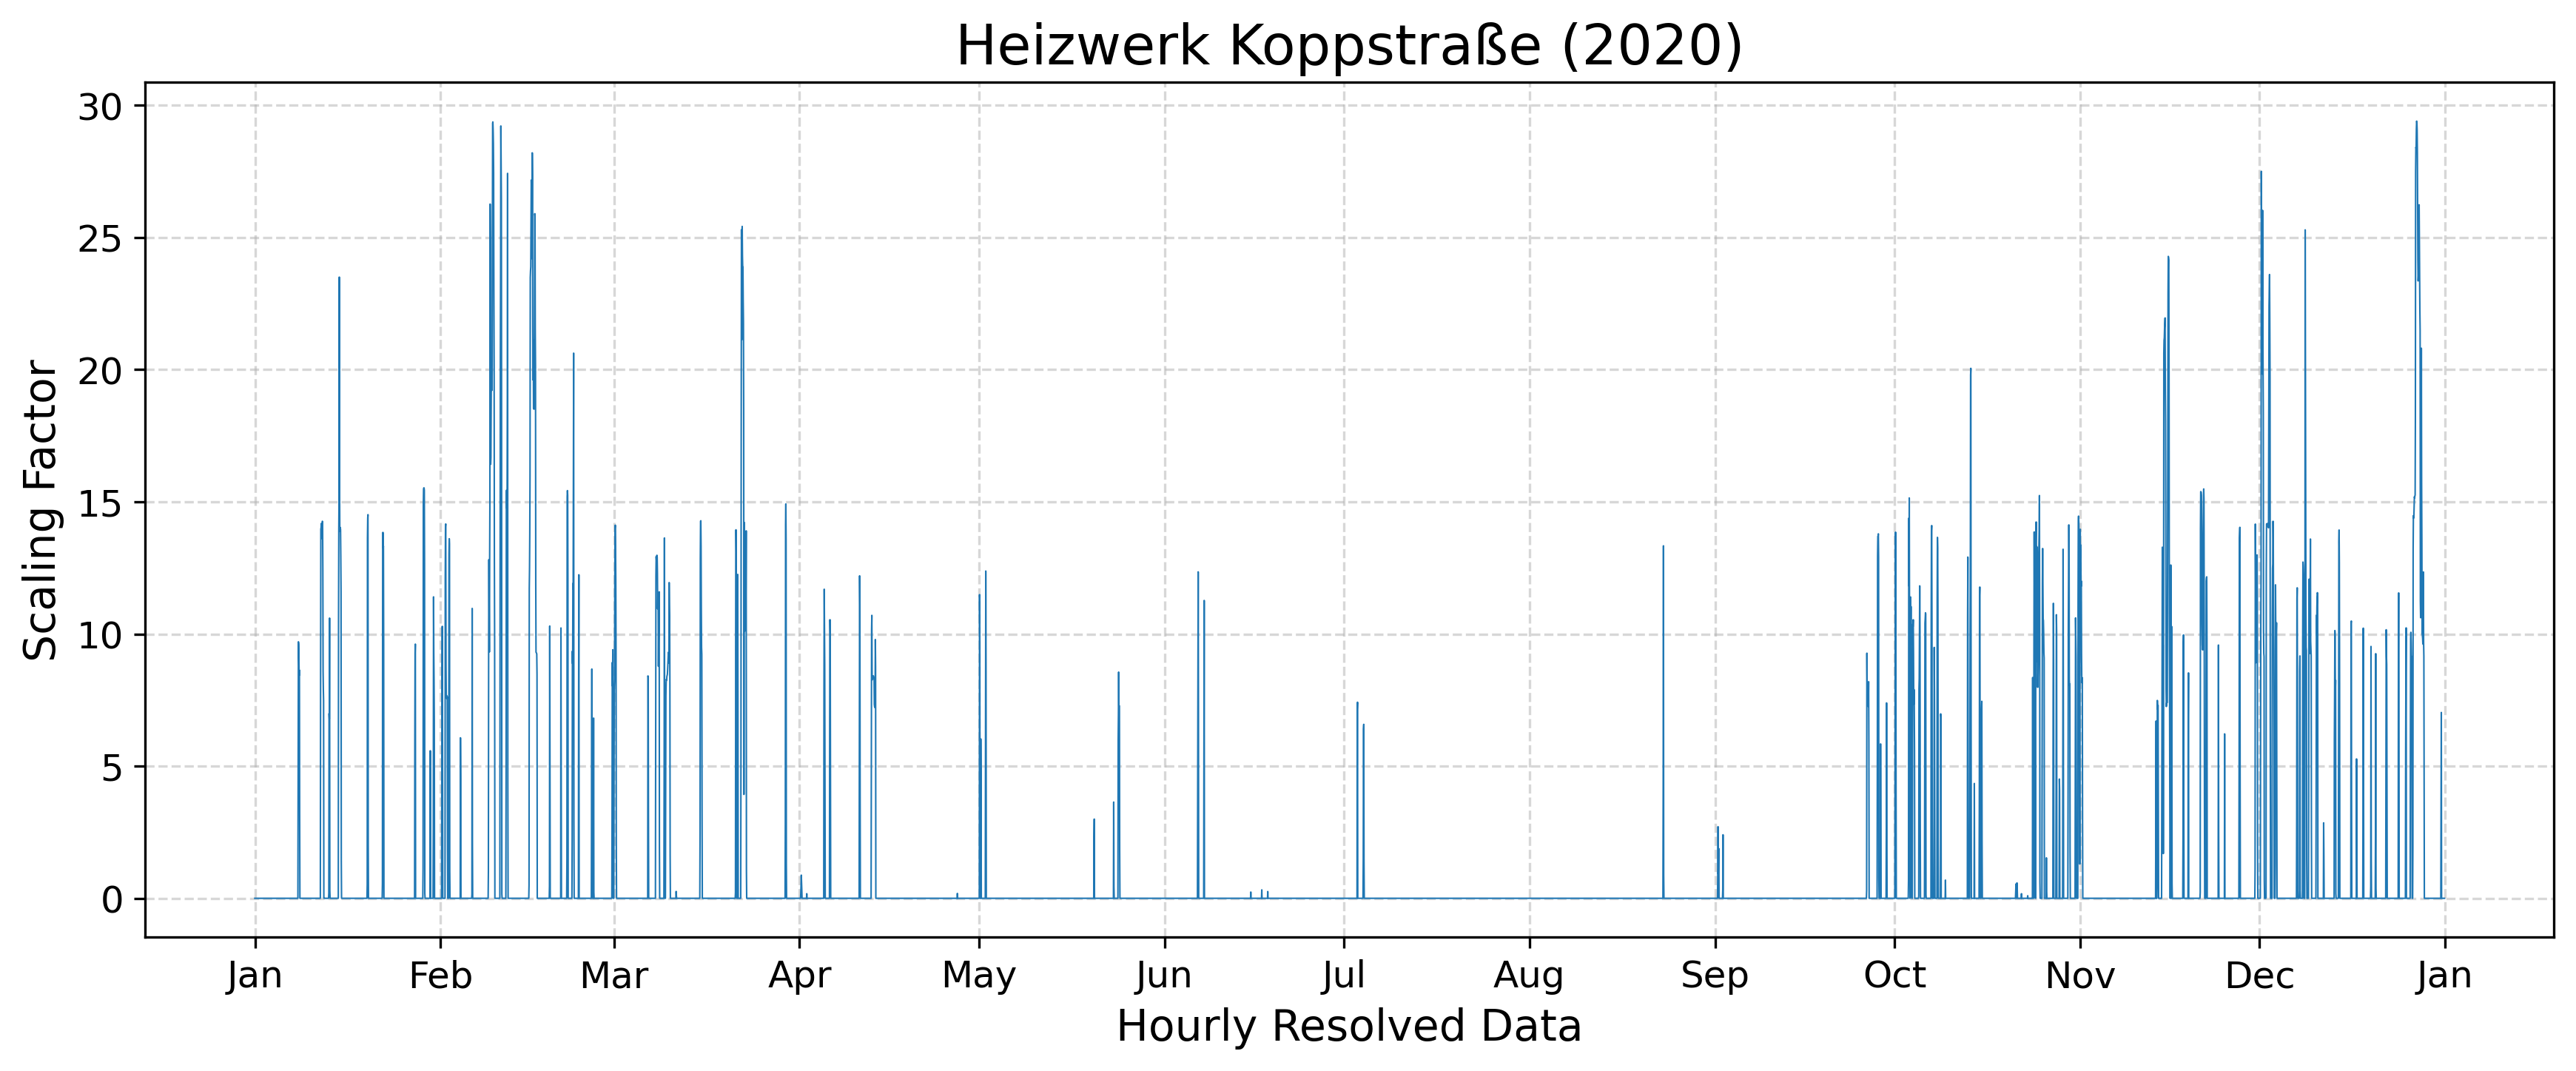 Heizwerk Koppstraße (2020)
30
25
20
15
10
5
0
Scaling Factor
Jan Feb Mar Apr May Jun Jul Aug Sep Oct Nov Dec Jan
Hourly Resolved Data